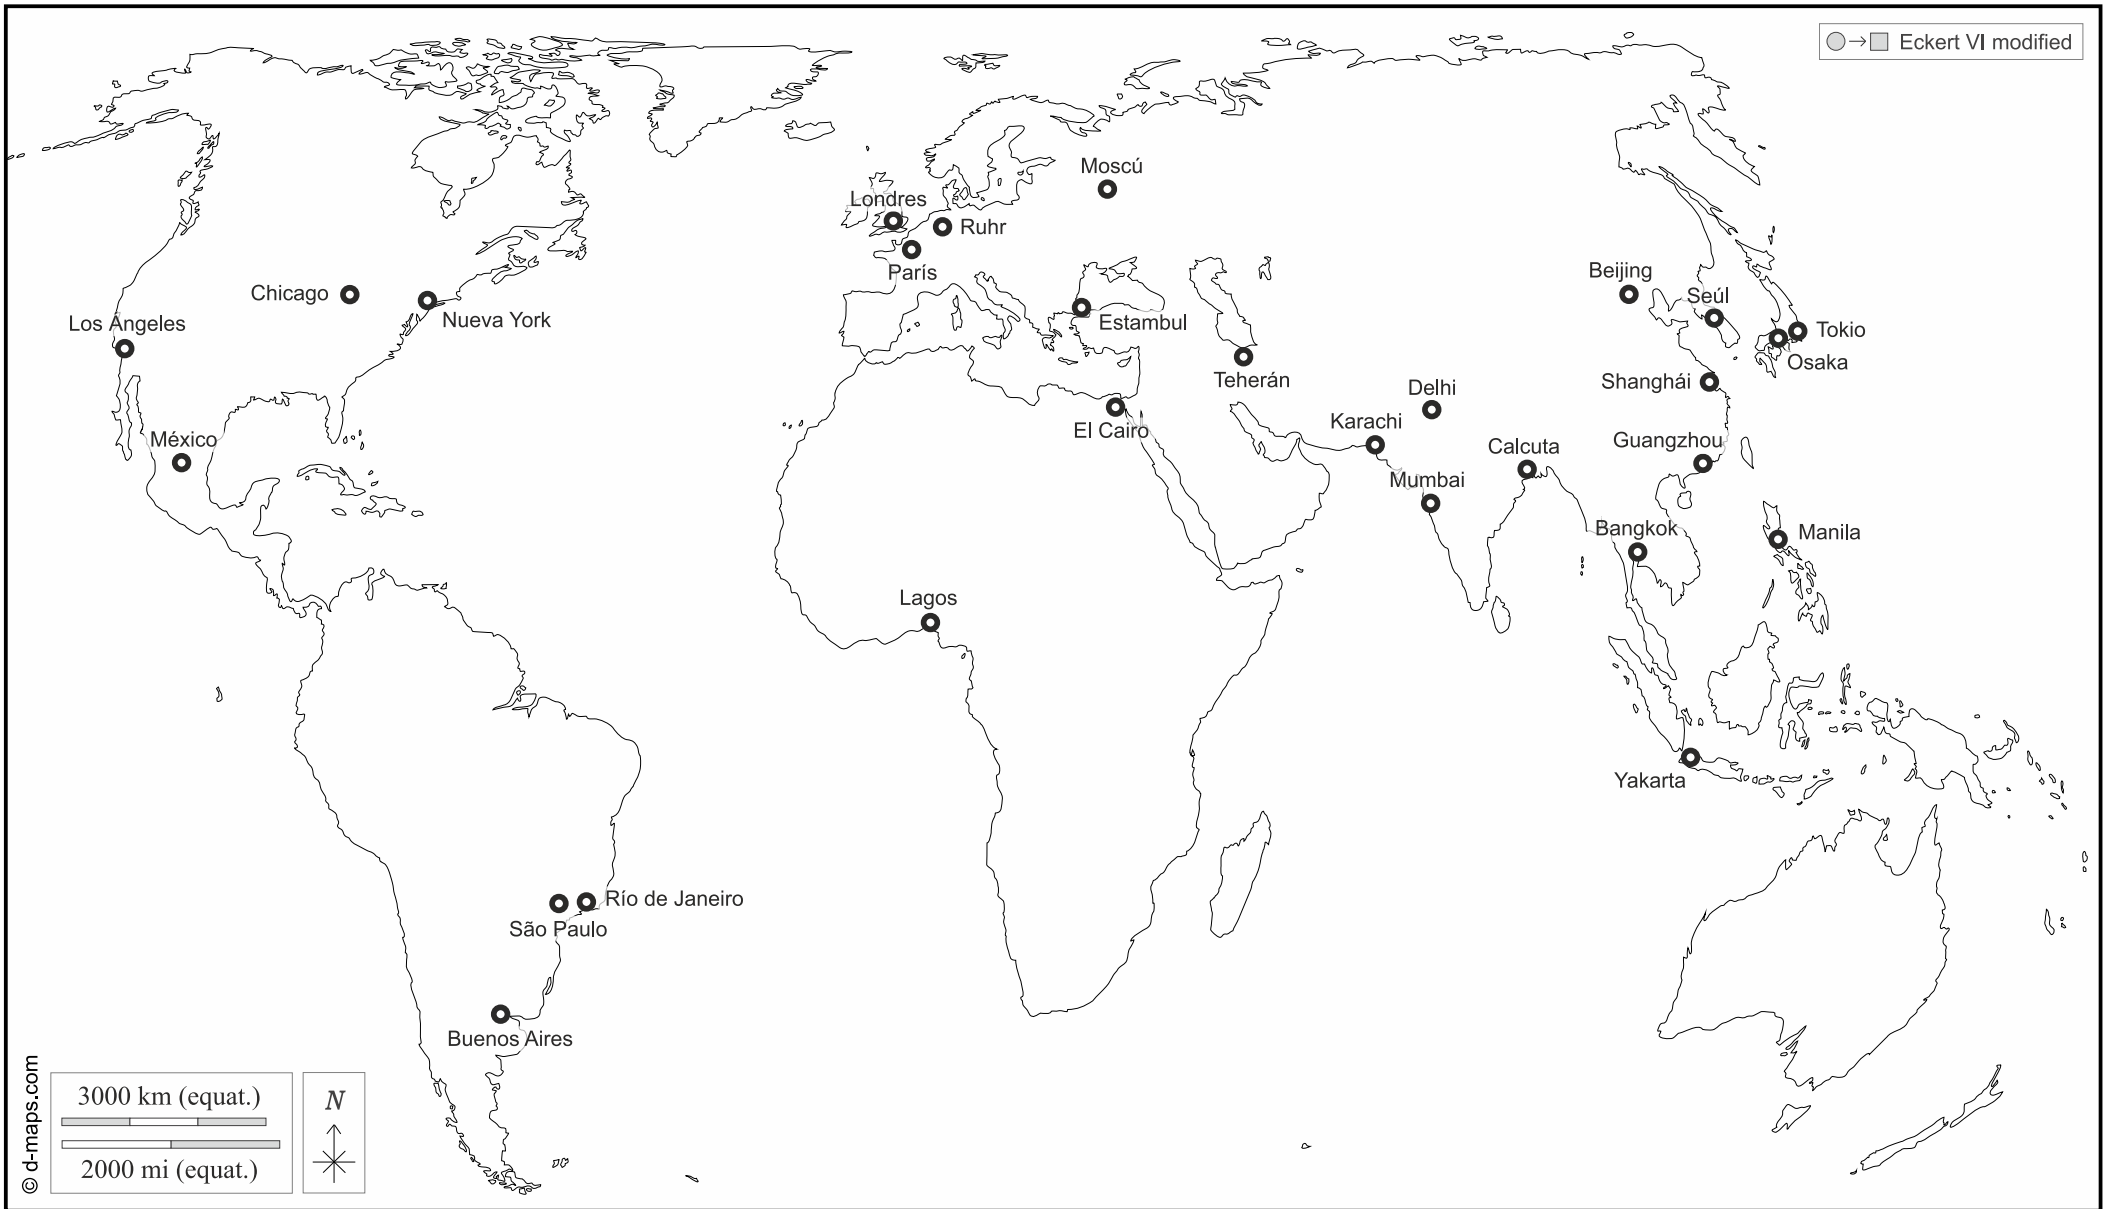 Eckert VI modified
Moscú
Londres
Ruhr
París
Chicago
Nueva York
Los Ángeles
Estambul
Beijing
Seúl
Tokio
Osaka
Teherán
Shanghái
Delhi
El Cairo
Karachi
México
Calcuta
Guangzhou
Mumbai
Bangkok
Manila
Lagos
Yakarta
Río de Janeiro
São Paulo
Buenos Aires
© d-maps.com
3000 km (equat.)
2000 mi (equat.)
N